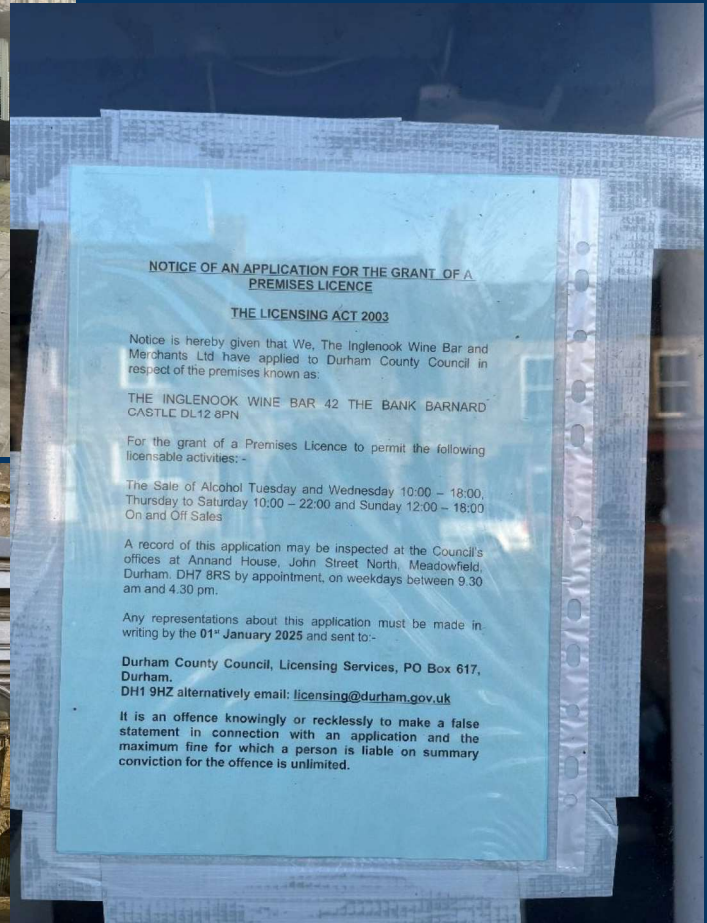 NOTICE OF AN APPLICATION FOR THE GRANT OF A
PREMISES LICENCE
THE LICENSING ACT 2003
Notice is hereby given that We, The Inglenook Wine Bar and
Merchants Ltd have applied to Durham County Council in
respect of the premises known as:
THE INGLENOOK WINE BAR 42 THE BANK BARNARD
CASTLE DL12 8PN
For the grant of a Premises Licence to permit the following
licensable activities: -
The Sale of Alcohol Tuesday and Wednesday 10:00 – 18:00,
Thursday to Saturday 10:00 – 22:00 and Sunday 12:00 – 18:00
On and Off Sales
A record of this application may be inspected at the Council's
offices at Annand House, John Street North, Meadowfield,
Durham. DH7 8RS by appointment, on weekdays between 9.30
am and 4.30 pm.
Any representations about this application must be made in
writing by the 01st January 2025 and sent to:-
Durham County Council, Licensing Services, PO Box 617,
Durham.
DH1 9HZ alternatively email: licensing@durham.gov.uk
It is an offence knowingly or recklessly to make a false
statement in connection with an application and the
maximum fine for which a person is liable on summary
conviction for the offence is unlimited.